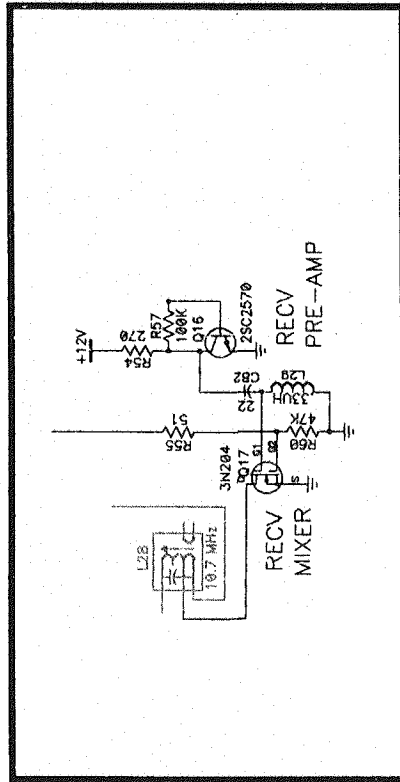 L28
10.7 MHz
RECV
MIXER
3N204
Q17
G1
G2
S
R55
51
R60
47K
C82
22
L29
33UH
+12V
R54
270
R57
100K
Q16
2SC2570
RECV
PRE-AMP